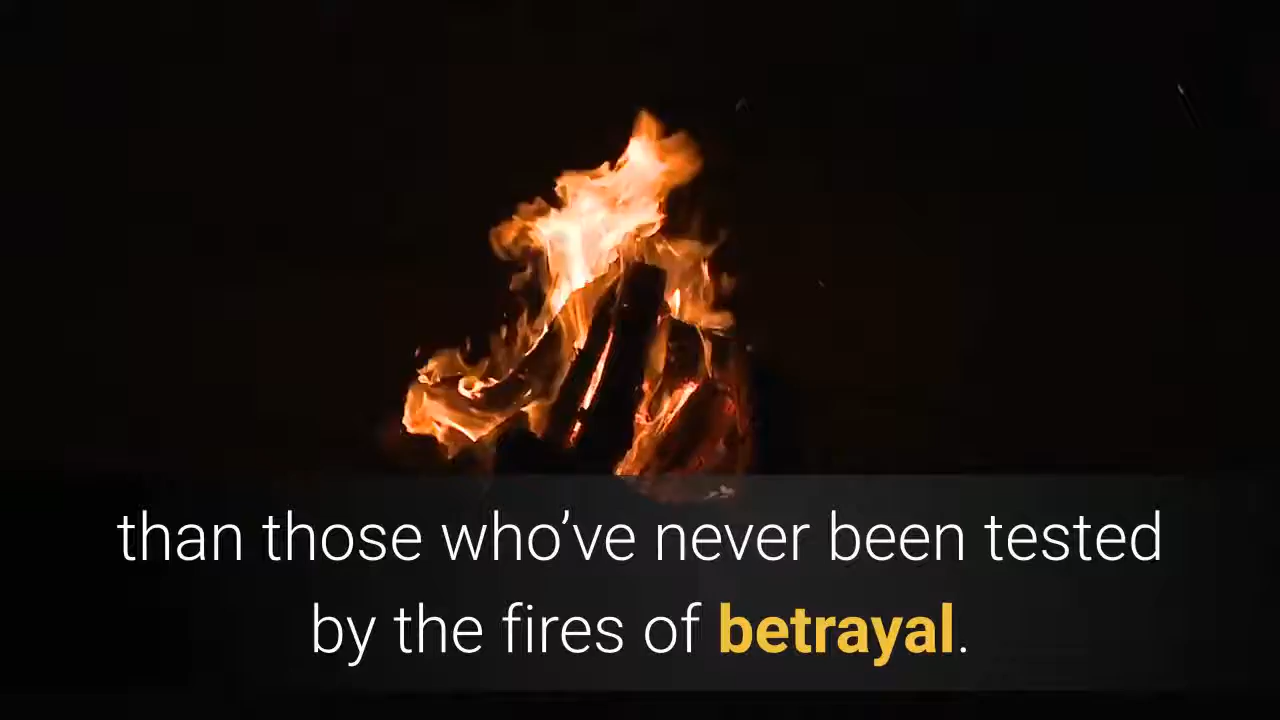 than those who’ve never been tested
by the fires of betrayal.